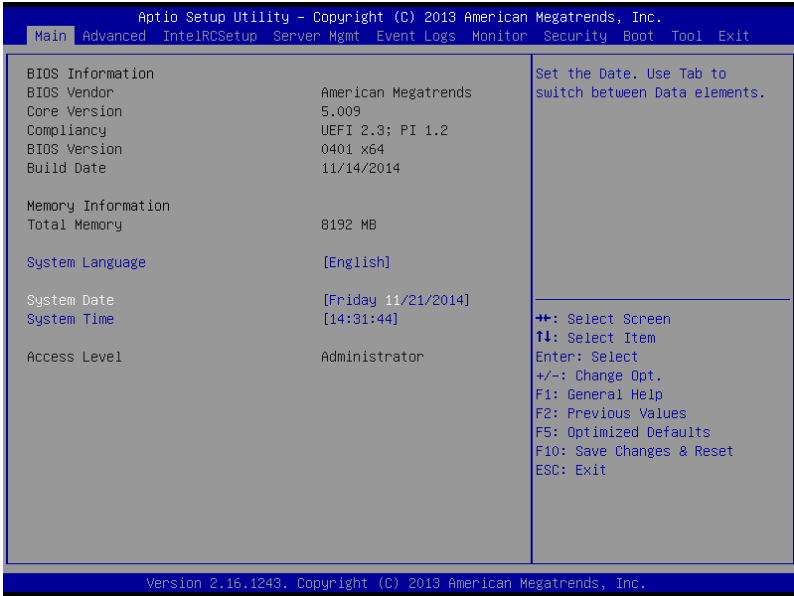 Aptio Setup Utility – Copyright (C) 2013 American Megatrends, Inc.
Main Advanced IntelRCSetup Server Mgmt Event Logs Monitor Security Boot Tool Exit
BIOS Information
BIOS Vendor American Megatrends
Core Version 5.009
Compliancy UEFI 2.3; PI 1.2
BIOS Version 0401 x64
Build Date 11/14/2014
Memory Information
Total Memory 8192 MB
System Language [English]
System Date [Friday 11/21/2014]
System Time [14:31:44]
Access Level Administrator
Set the Date. Use Tab to
switch between Data elements.
→←: Select Screen
↑↓: Select Item
Enter: Select
+/-: Change Opt.
F1: General Help
F2: Previous Values
F5: Optimized Defaults
F10: Save Changes & Reset
ESC: Exit
Version 2.16.1243. Copyright (C) 2013 American Megatrends, Inc.